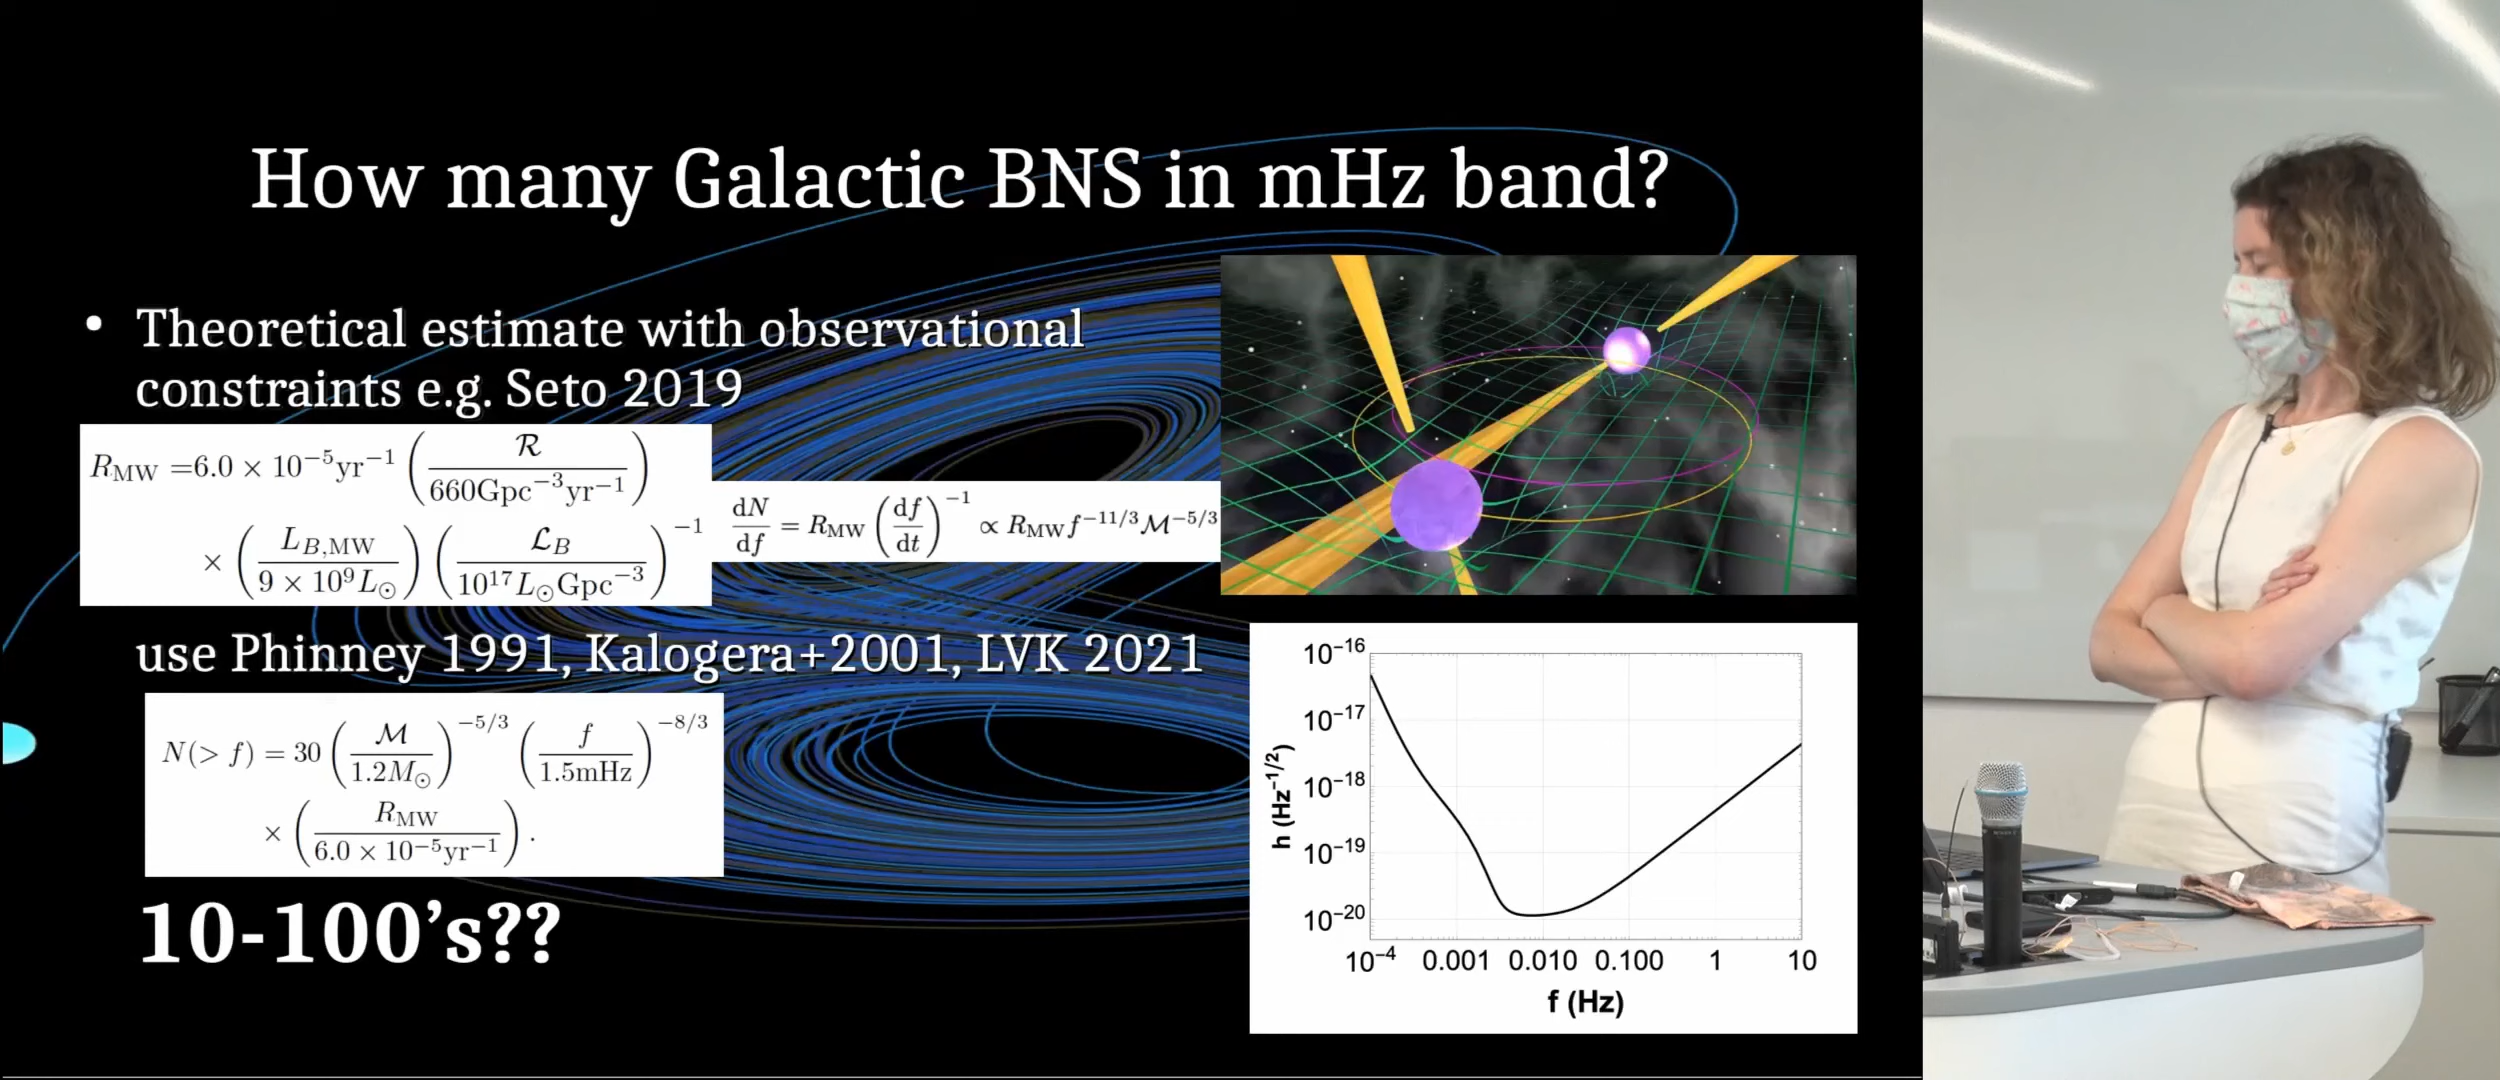 How many Galactic BNS in mHz band?
• Theoretical estimate with observational
constraints e.g. Seto 2019
R_MW =6.0 × 10^−5 yr^−1 (ℛ / 660Gpc^−3yr^−1)
× (L_B,MW / 9 × 10^9 L_⊙) (ℒ_B / 10^17 L_⊙Gpc^−3)^−1
dN/df = R_MW (df/dt)^−1 ∝ R_MW f^−11/3 ℳ^−5/3
use Phinney 1991, Kalogera+2001, LVK 2021
N(> f) = 30 (ℳ / 1.2M_⊙)^−5/3 (f / 1.5mHz)^−8/3
× (R_MW / 6.0 × 10^−5yr^−1) .
10-100’s??
h (Hz^−1/2)
10^−16
10^−17
10^−18
10^−19
10^−20
10^−4 0.001 0.010 0.100 1 10
f (Hz)